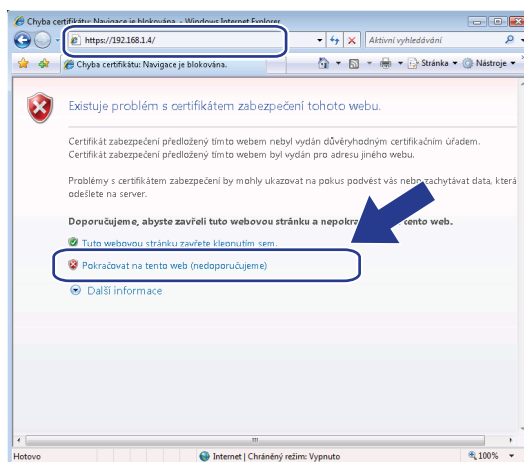 Chyba certifikátu: Navigace je blokována. - Windows Internet Explorer
https://192.168.1.4/
Aktivní vyhledávání
Chyba certifikátu: Navigace je blokována.
Stránka
Nástroje
Existuje problém s certifikátem zabezpečení tohoto webu.
Certifikát zabezpečení předložený tímto webem nebyl vydán důvěryhodným certifikačním úřadem.
Certifikát zabezpečení předložený tímto webem byl vydán pro adresu jiného webu.
Problémy s certifikátem zabezpečení by mohly ukazovat na pokus podvést vás nebo zachytávat data, která
odešlete na server.
Doporučujeme, abyste zavřeli tuto webovou stránku a tento web.
Tuto webovou stránku zavřete klepnutím sem.
Pokračovat na tento web (nedoporučujeme)
Další informace
Hotovo
Internet | Chráněný režim: Vypnuto
100%